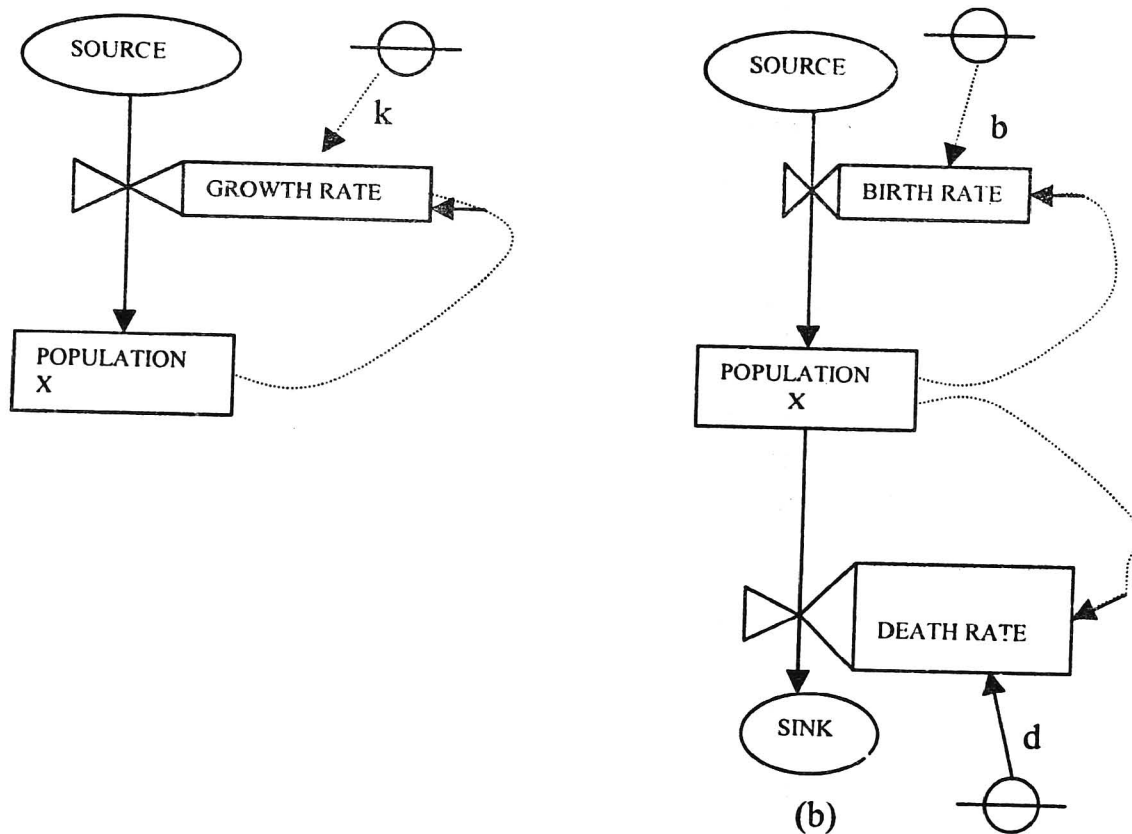 SOURCE
k
GROWTH RATE
POPULATION
X
SOURCE
b
BIRTH RATE
POPULATION
X
DEATH RATE
SINK
d
(b)